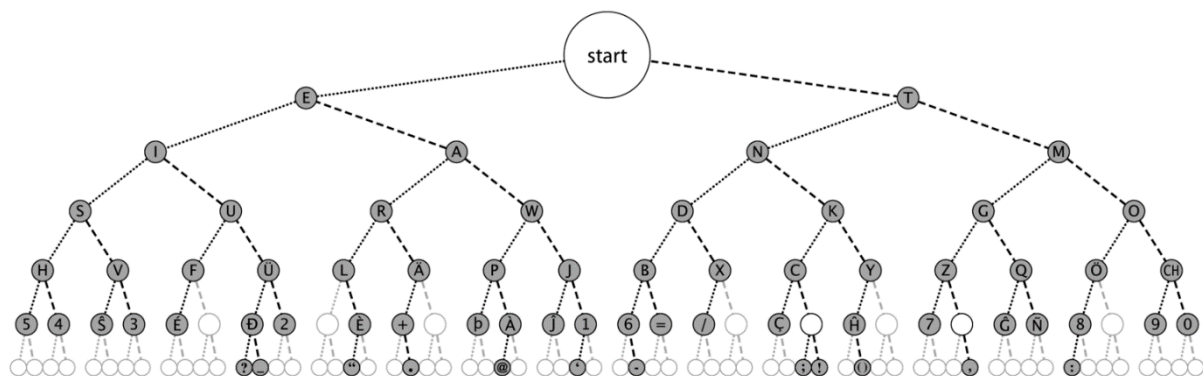 start
E T
I A N M
S U R W D K G O
H V F Ü L Ä P J B X C Y Z Q Ö CH
5 4 Ŝ 3 É Đ 2 È + þ À Ĵ 1 6 = / Ç Ĥ 7 Ĝ Ñ 8 9 0
? _ “ . @ ‘ - ; ! () , :